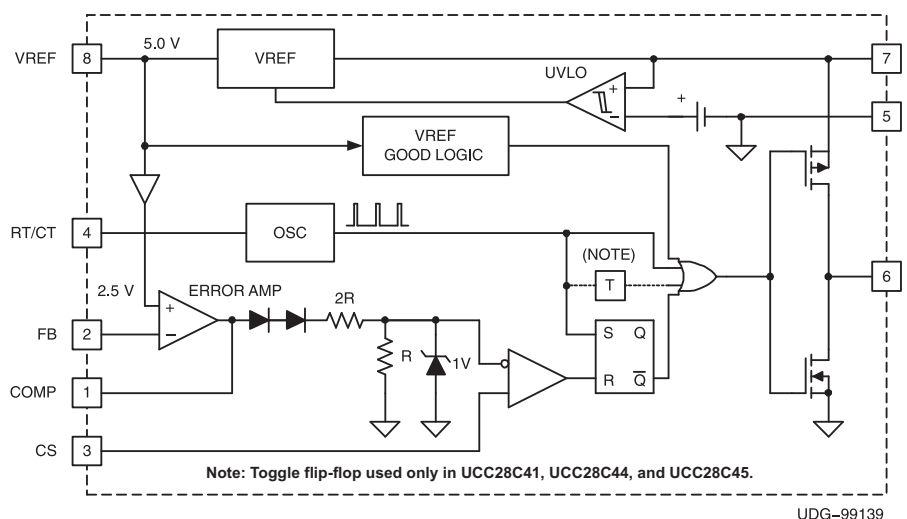 VREF 8 5.0 V VREF 7
UVLO
+
−
+
5
VREF
GOOD LOGIC
RT/CT 4 OSC
(NOTE)
T
6
2.5 V
ERROR AMP
2R
+
−
FB 2
S Q
R 1V
R Q̅
COMP 1
CS 3
Note: Toggle flip-flop used only in UCC28C41, UCC28C44, and UCC28C45.
UDG−99139